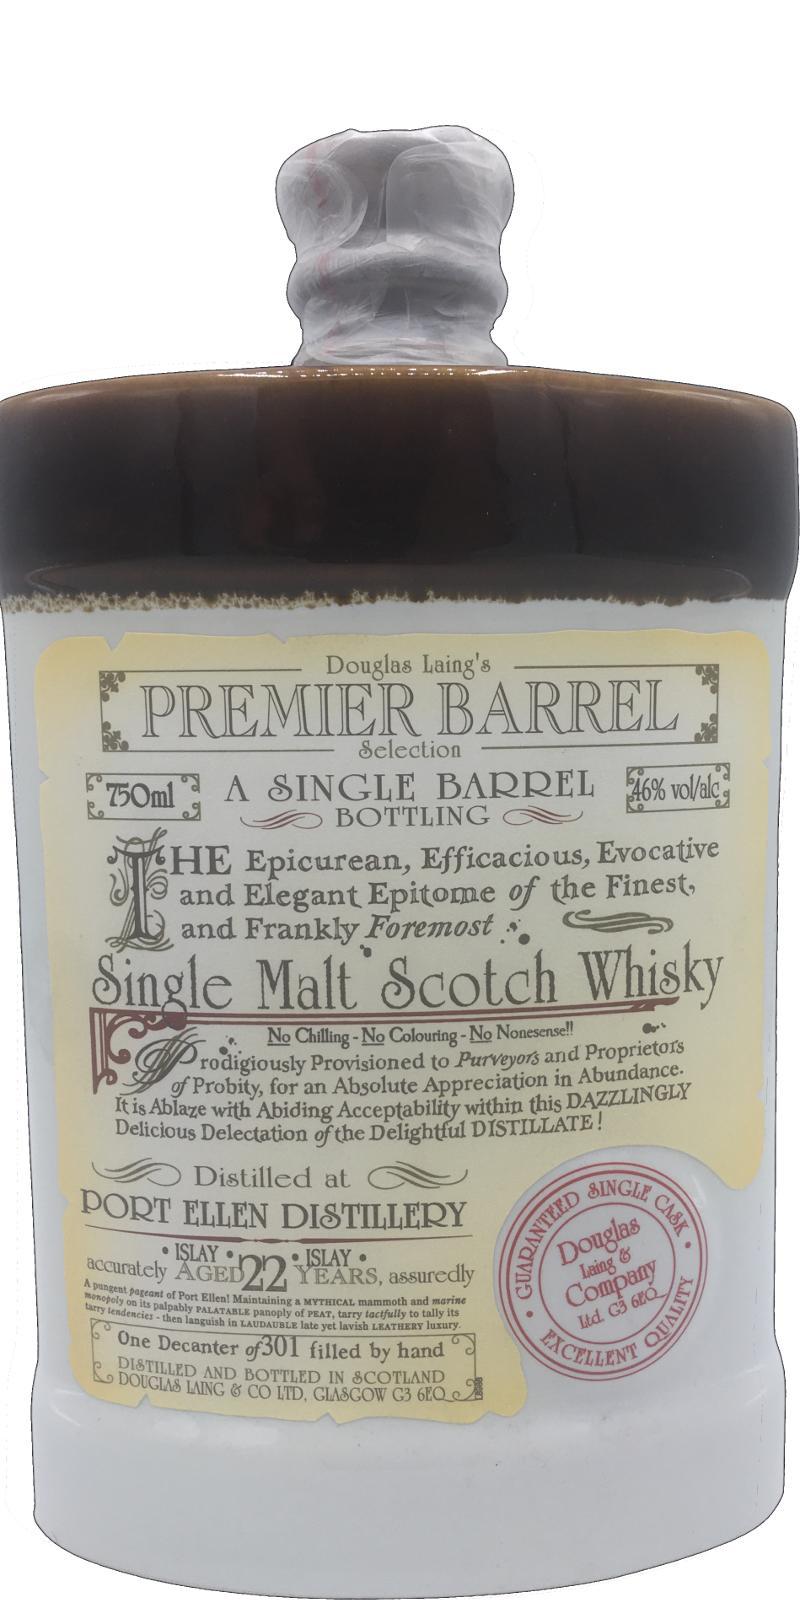 Douglas Laing's
PREMIER BARREL
Selection
750ml
A SINGLE BARREL
BOTTLING
46% vol/alc
THE Epicurean, Efficacious, Evocative
and Elegant Epitome of the Finest,
and Frankly Foremost
Single Malt Scotch Whisky
No Chilling - No Colouring - No Nonesense!!
Prodigiously Provisioned to Purveyors and Proprietors
of Probity, for an Absolute Appreciation in Abundance.
It is Ablaze with Abiding Acceptability within this DAZZLINGLY
Delicious Delectation of the Delightful DISTILLATE!
Distilled at
PORT ELLEN DISTILLERY
• ISLAY • • ISLAY •
accurately AGED 22 YEARS, assuredly
A pungent pageant of Port Ellen! Maintaining a MYTHICAL mammoth and marine
monopoly on its palpably PALATABLE panoply of PEAT, tarry tactfully to tally its
tarry tendencies - then languish in LAUDAUBLE late yet lavish LEATHERY luxury.
One Decanter of 301 filled by hand
DISTILLED AND BOTTLED IN SCOTLAND
DOUGLAS LAING & CO LTD, GLASGOW G3 6EQ
• GUARANTEED SINGLE CASK •
Douglas
Laing &
Company
Ltd. G3 6EQ
EXCELLENT QUALITY